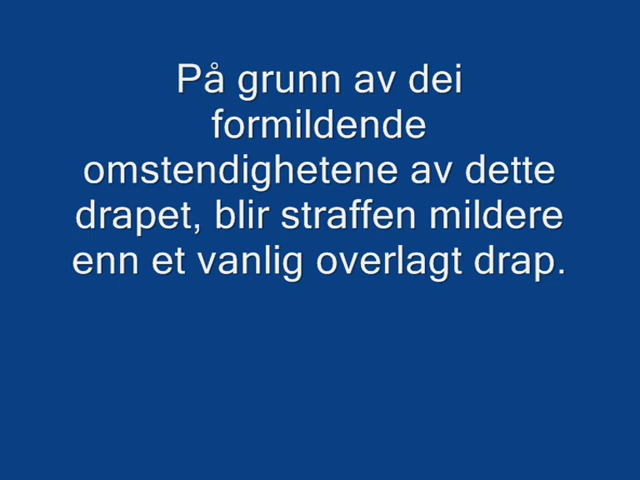 På grunn av dei
formildende
omstendighetene av dette
drapet, blir straffen mildere
enn et vanlig overlagt drap.